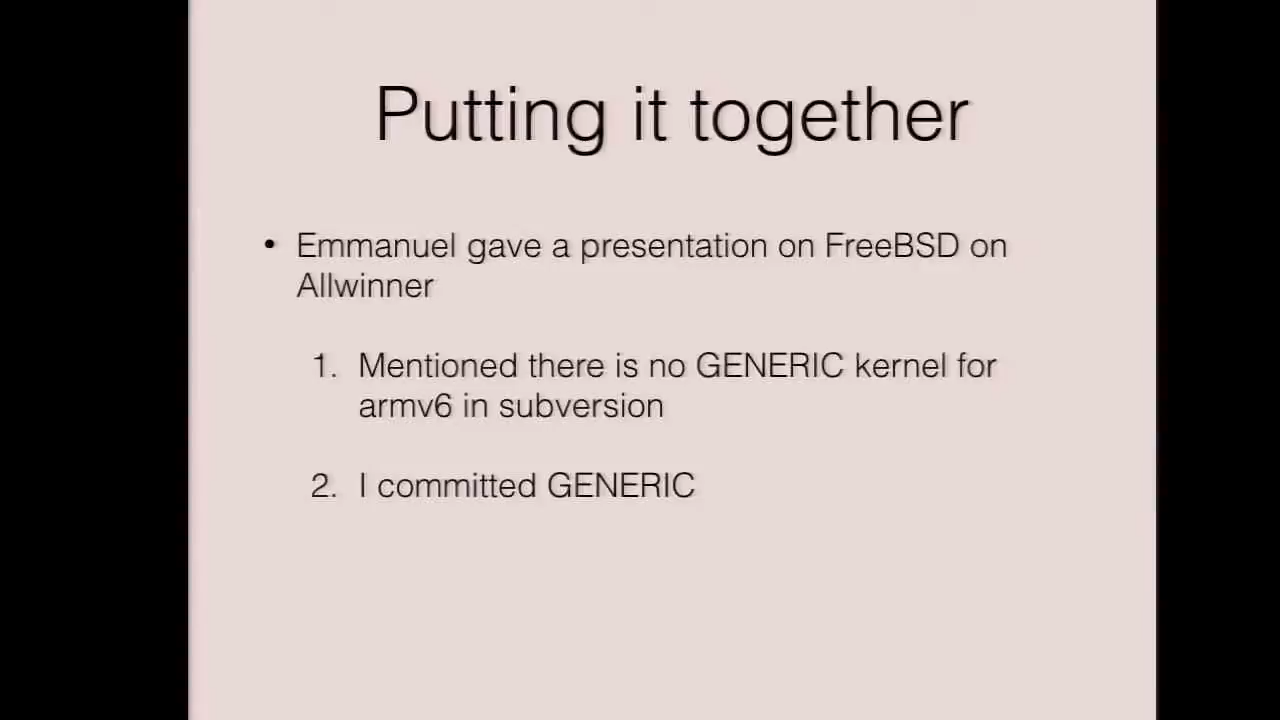 Putting it together
• Emmanuel gave a presentation on FreeBSD on
Allwinner
1. Mentioned there is no GENERIC kernel for
armv6 in subversion
2. I committed GENERIC